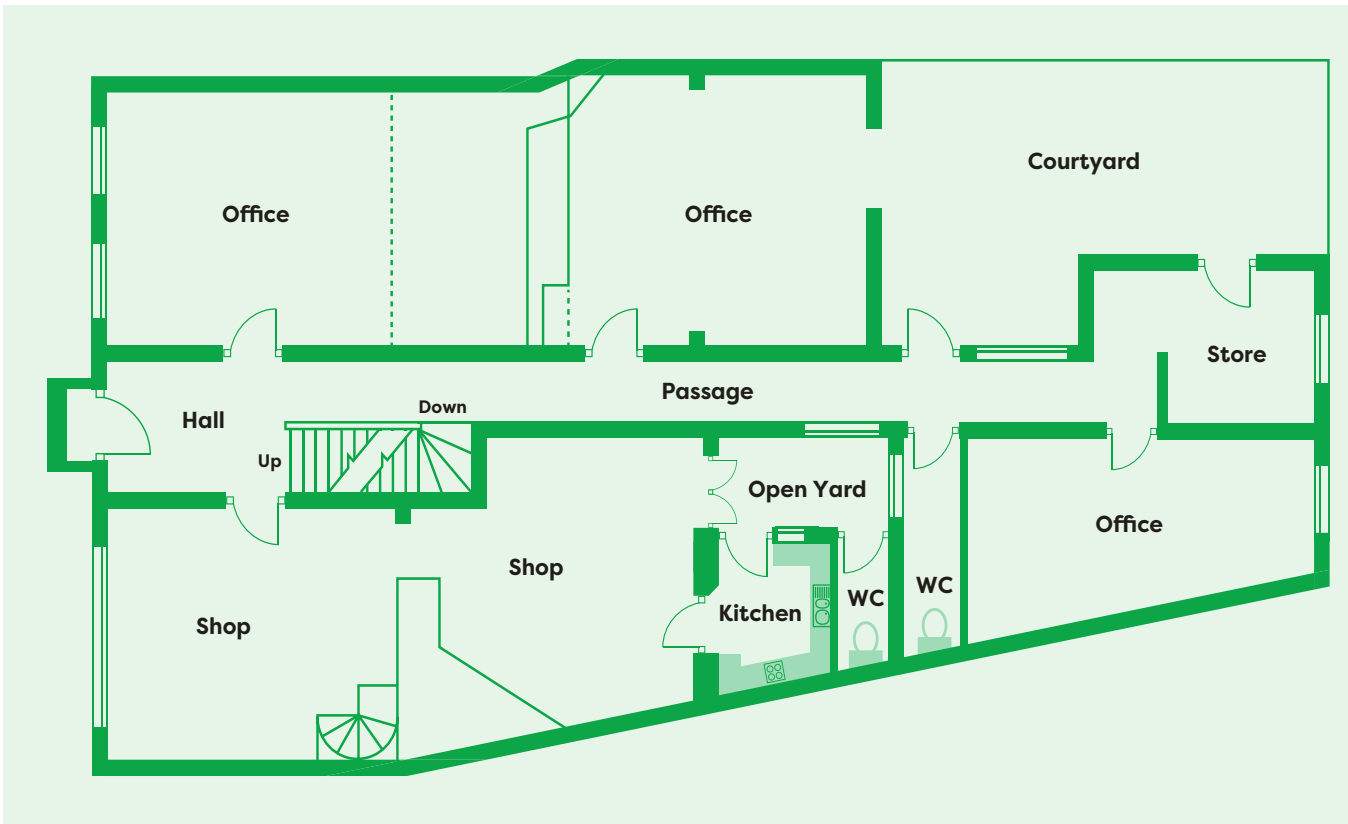 Courtyard
Office
Office
Store
Passage
Down
Hall
Up
Open Yard
Office
Shop
WC
WC
Kitchen
Shop